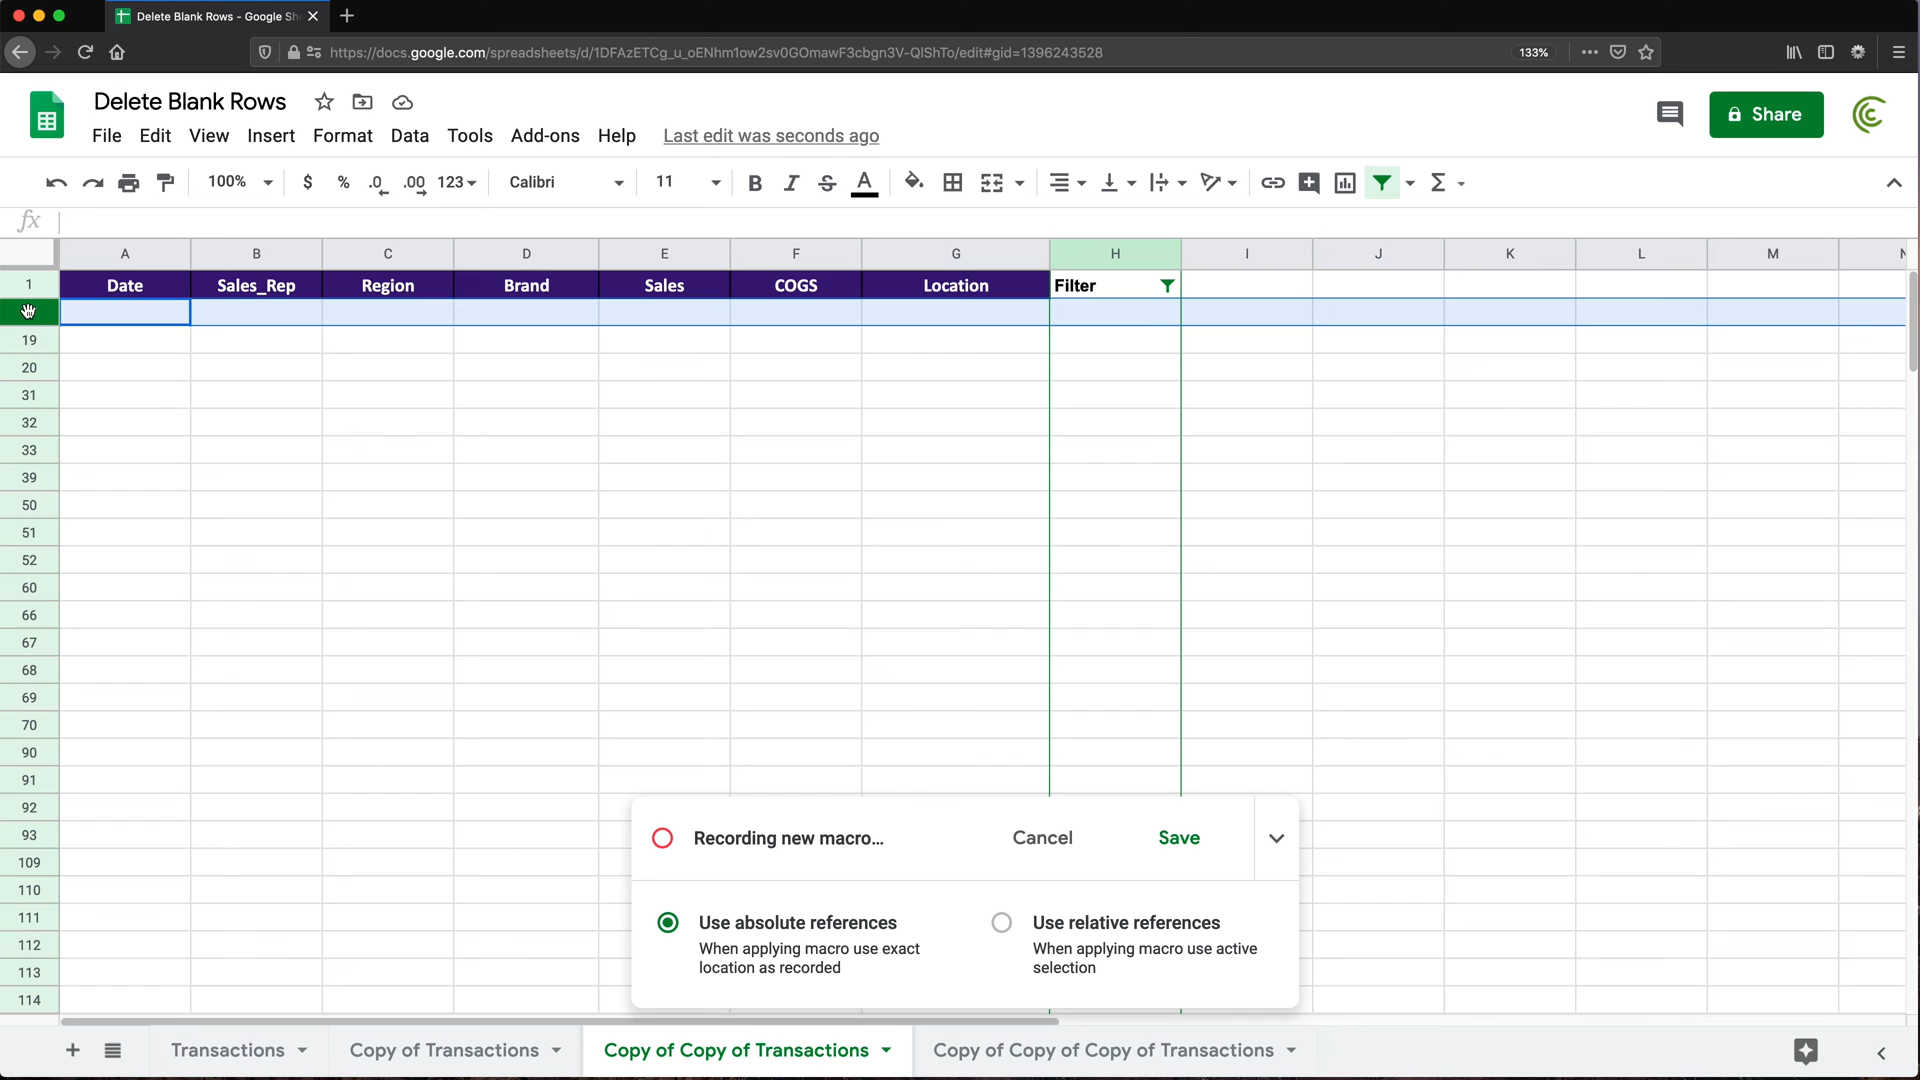 Delete Blank Rows - Google Sh
https://docs.google.com/spreadsheets/d/1DFAzETCg_u_oENhm1ow2sv0GOmawF3cbgn3V-QlShTo/edit#gid=1396243528
133%
Delete Blank Rows
File Edit View Insert Format Data Tools Add-ons Help Last edit was seconds ago
Share
100% $ % .0 .00 123 Calibri 11 B I S A Σ
fx
A B C D E F G H I J K L M N
1 Date Sales_Rep Region Brand Sales COGS Location Filter
19
20
31
32
33
39
50
51
52
60
66
67
68
69
70
90
91
92
93
109
110
111
112
113
114
Recording new macro... Cancel Save
Use absolute references
When applying macro use exact
location as recorded
Use relative references
When applying macro use active
selection
Transactions Copy of Transactions Copy of Copy of Transactions Copy of Copy of Copy of Transactions